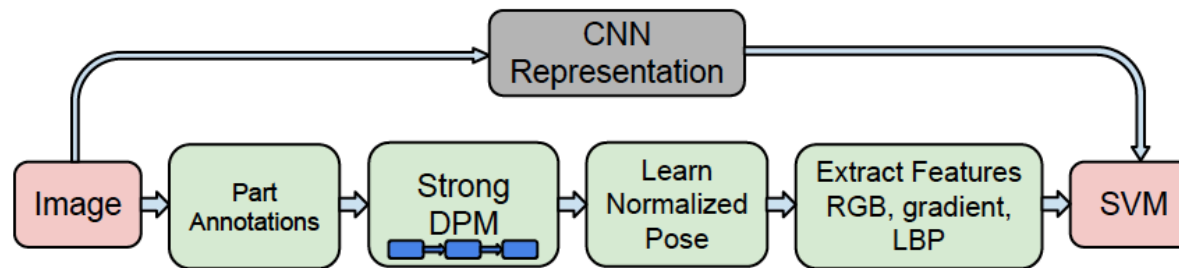 CNN
Representation
Image
Part
Annotations
Strong
DPM
Learn
Normalized
Pose
Extract Features
RGB, gradient,
LBP
SVM